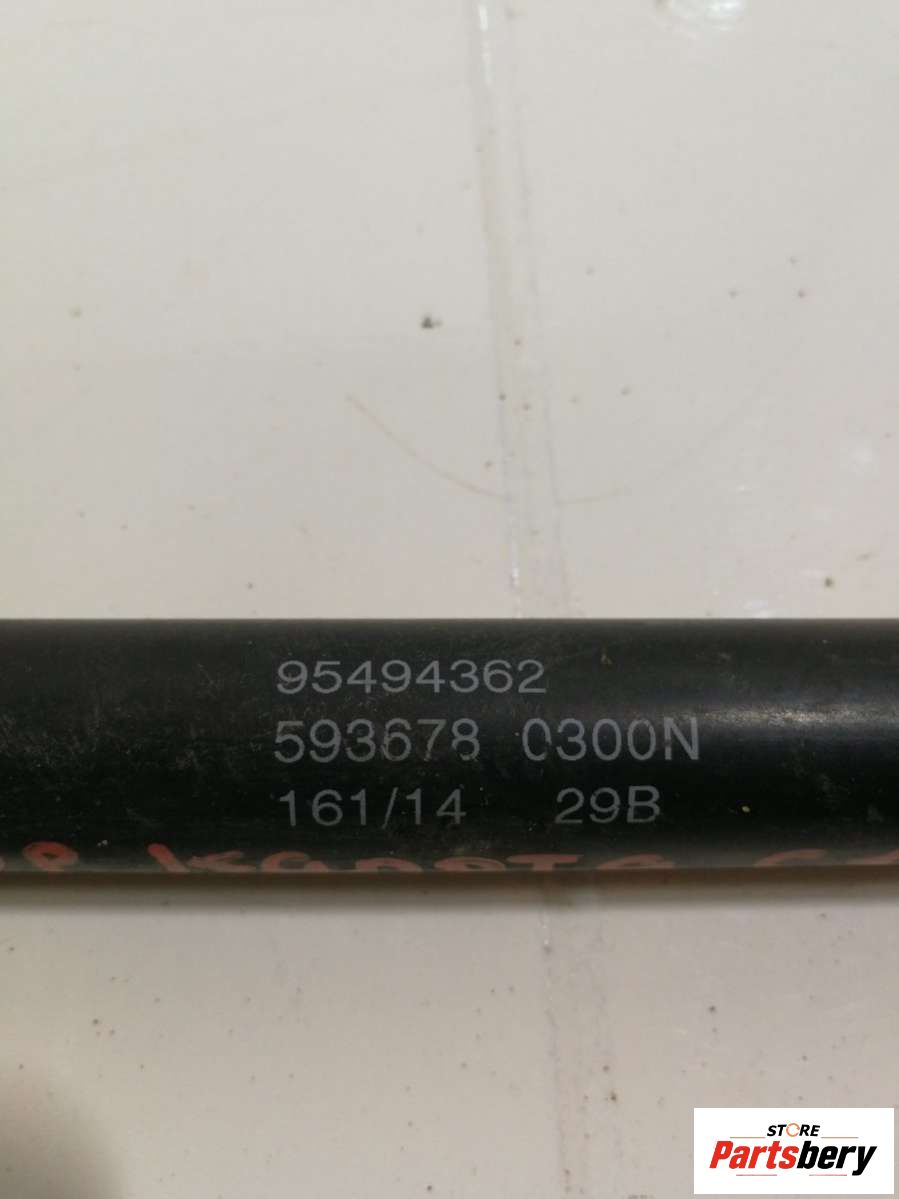 95494362
593678 0300N
161/14 29B
STORE
Partsbery